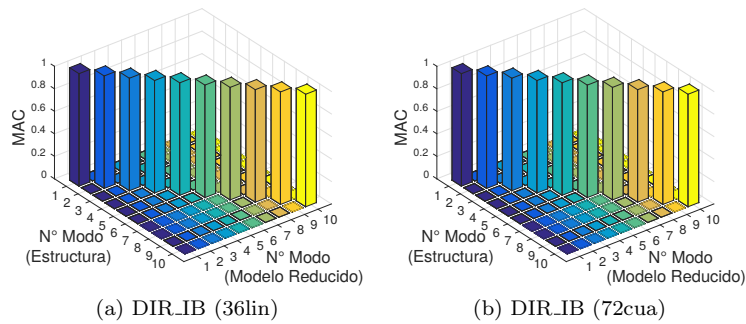 1
0.8
0.6
0.4
0.2
0
MAC
1 2 3 4 5 6 7 8 9 10
N° Modo
(Estructura)
1 2 3 4 5 6 7 8 9 10
N° Modo
(Modelo Reducido)
(a) DIR_IB (36lin)
1
0.8
0.6
0.4
0.2
0
MAC
1 2 3 4 5 6 7 8 9 10
N° Modo
(Estructura)
1 2 3 4 5 6 7 8 9 10
N° Modo
(Modelo Reducido)
(b) DIR_IB (72cua)